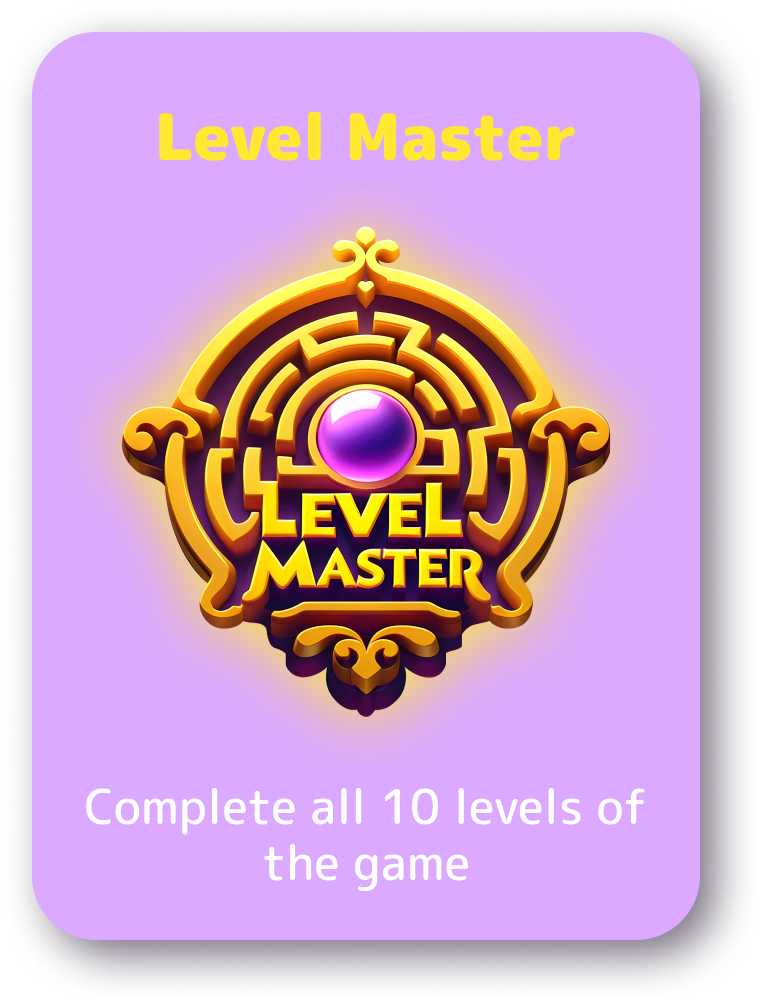 Level Master
LEVEL
MASTER
Complete all 10 levels of
the game